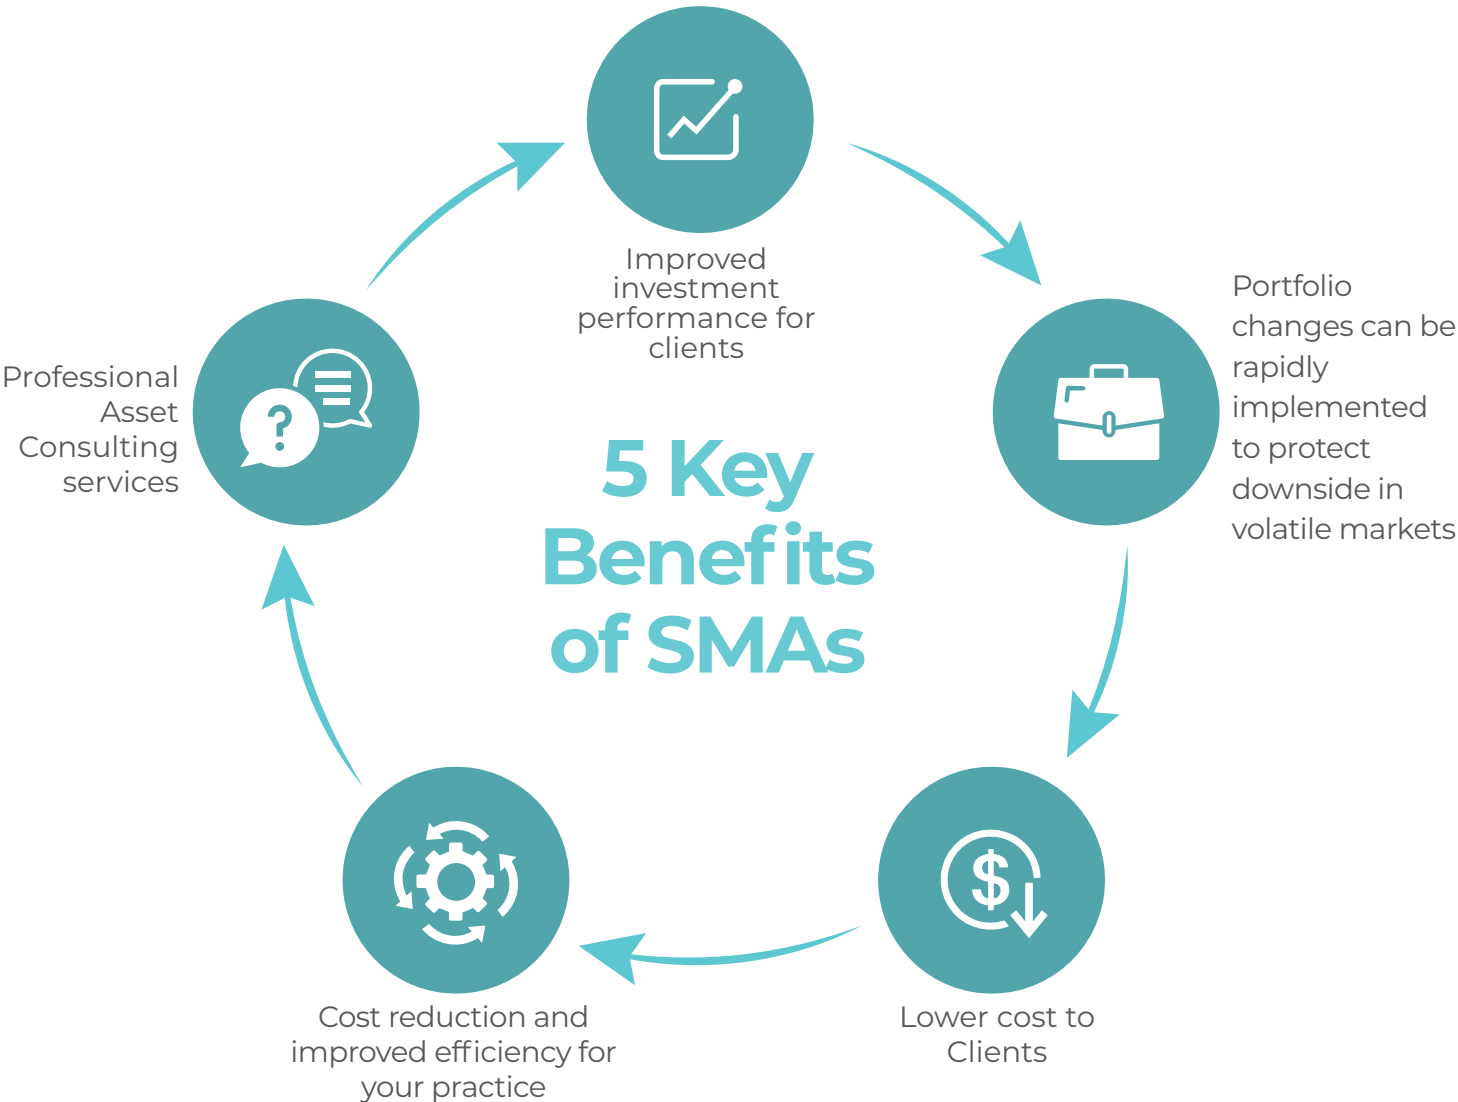 Improved
investment
performance for
clients
Portfolio
changes can be
rapidly
implemented
to protect
downside in
volatile markets
Professional
Asset
Consulting
services
?
5 Key
Benefits
of SMAs
$
Cost reduction and
improved efficiency for
your practice
Lower cost to
Clients